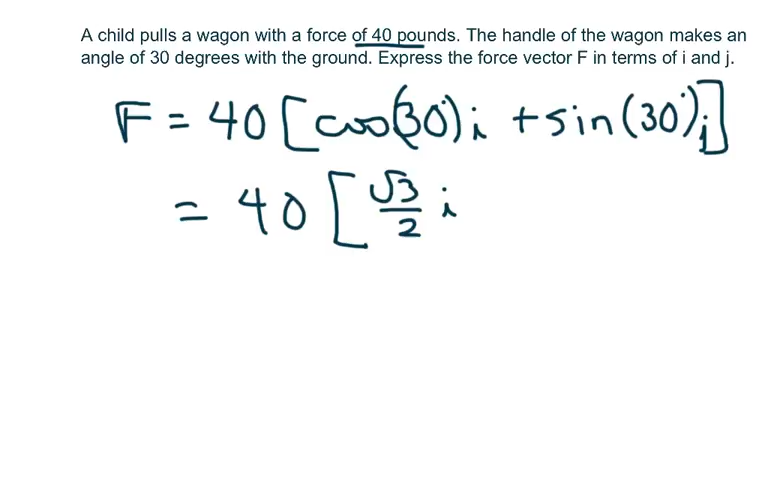 A child pulls a wagon with a force of 40 pounds. The handle of the wagon makes an
angle of 30 degrees with the ground. Express the force vector F in terms of i and j.
F = 40 [cos(30°)i + sin(30°)j]
= 40 [√3/2 i